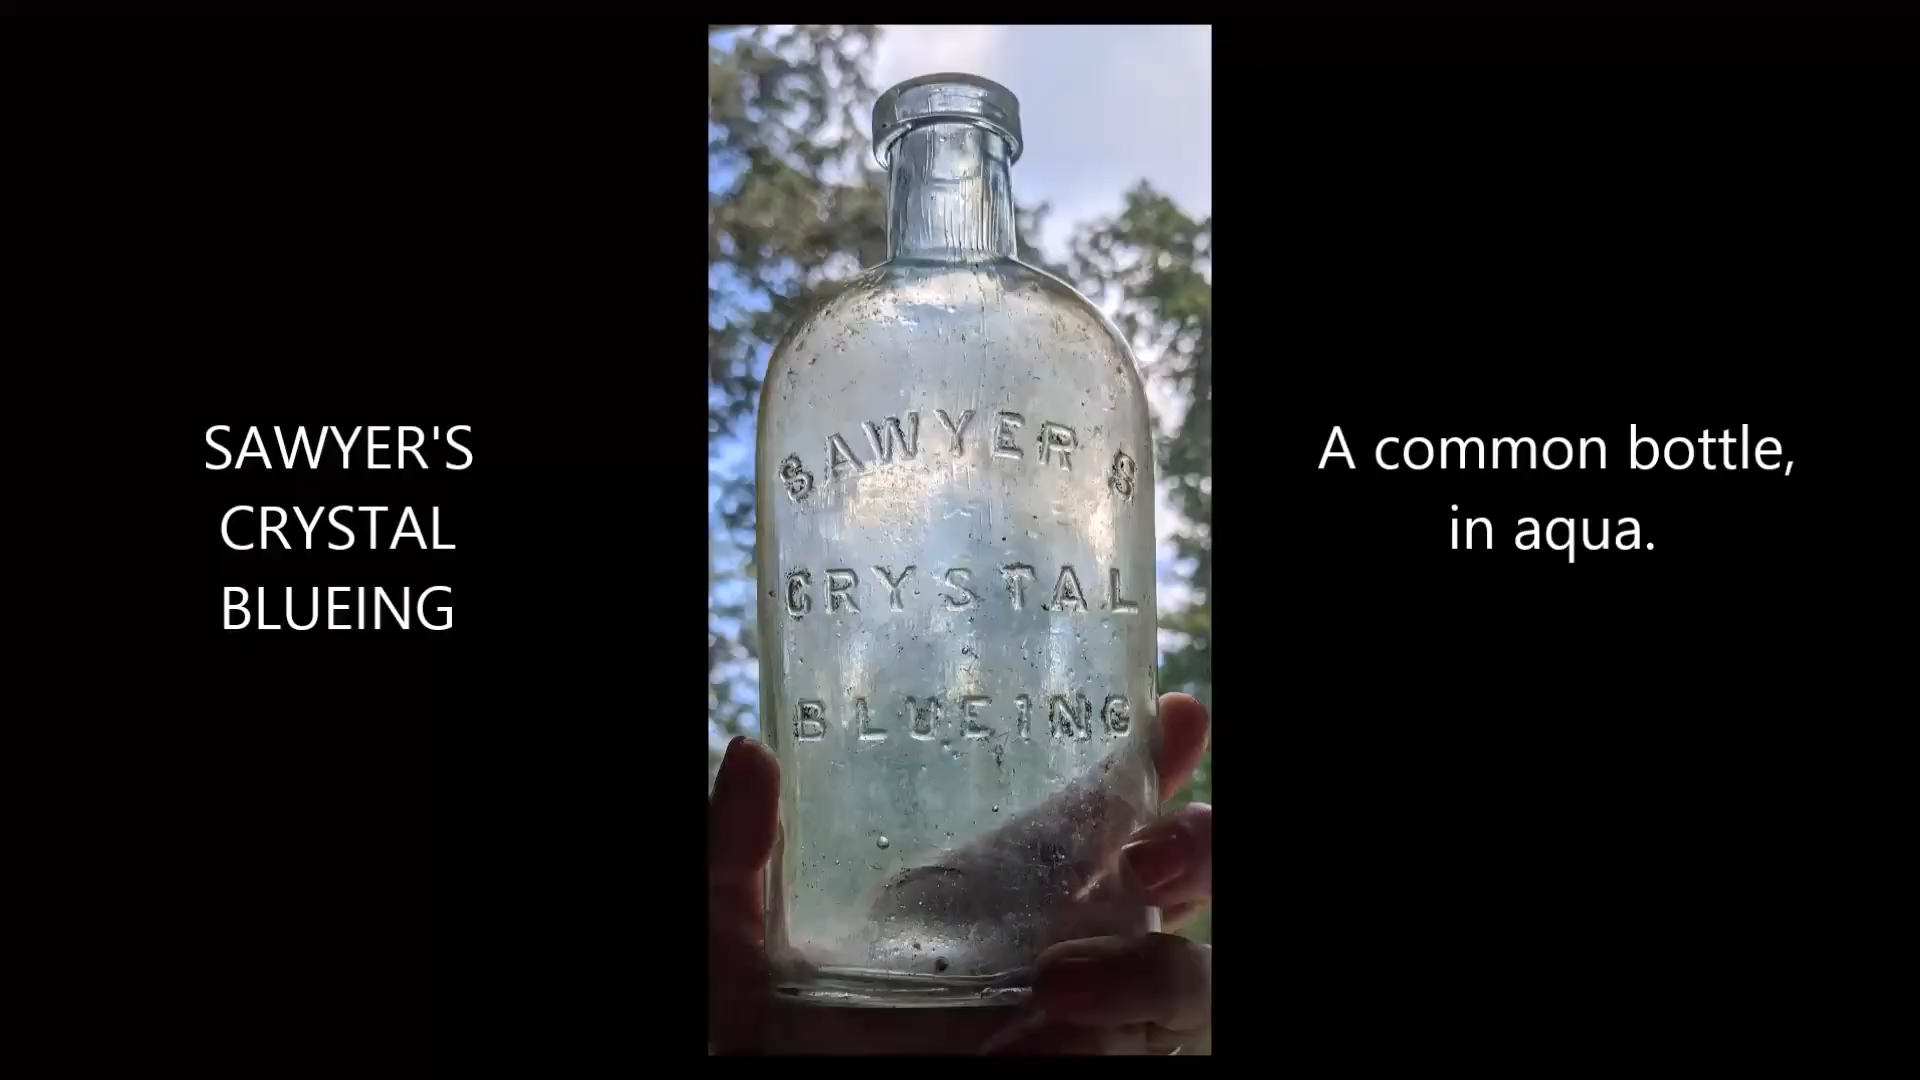 SAWYER'S
CRYSTAL
BLUEING
SAWYER'S
CRYSTAL
BLUEING
A common bottle,
in aqua.